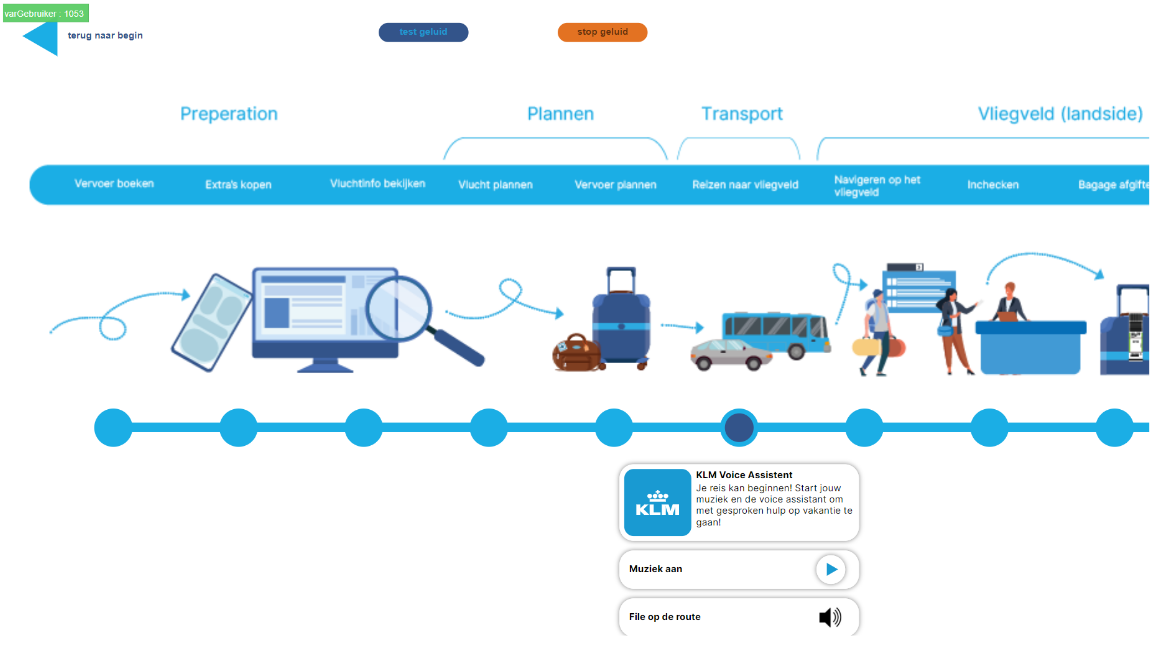 varGebruiker : 1053
terug naar begin
test geluid
stop geluid
Preperation
Plannen
Transport
Vliegveld (landside)
Vervoer boeken
Extra's kopen
Vluchtinfo bekijken
Vlucht plannen
Vervoer plannen
Reizen naar vliegveld
Navigeren op het
vliegveld
Inchecken
Bagage afgifte
KLM
KLM Voice Assistent
Je reis kan beginnen! Start jouw
muziek en de voice assistant om
met gesproken hulp op vakantie te
gaan!
Muziek aan
File op de route